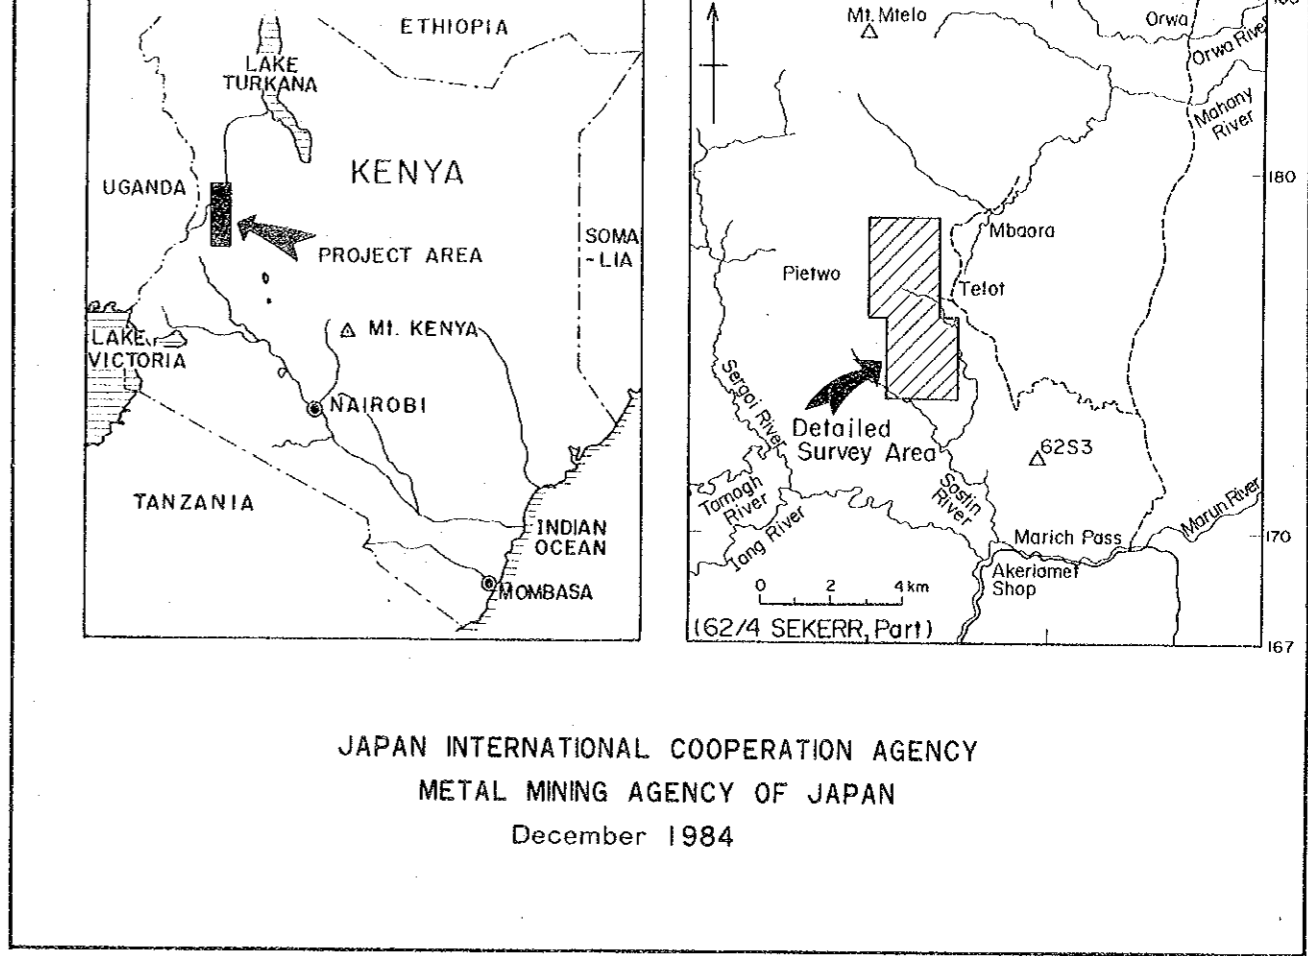 ETHIOPIA
LAKE
TURKANA
KENYA
UGANDA
PROJECT AREA
SOMA
-LIA
Mt. KENYA
LAKE
VICTORIA
NAIROBI
TANZANIA
INDIAN
OCEAN
MOMBASA
Mt. Mtelo
Orwa
Orwa River
Mahany
River
180
Mbaora
Pietwo
Telot
Sergoi River
Detailed
Survey Area
62S3
Tamogh
River
Iang River
Sostin
River
Marun River
Marich Pass
170
Akeriamet
Shop
0 2 4 km
(62/4 SEKERR, Part)
167
JAPAN INTERNATIONAL COOPERATION AGENCY
METAL MINING AGENCY OF JAPAN
December 1984